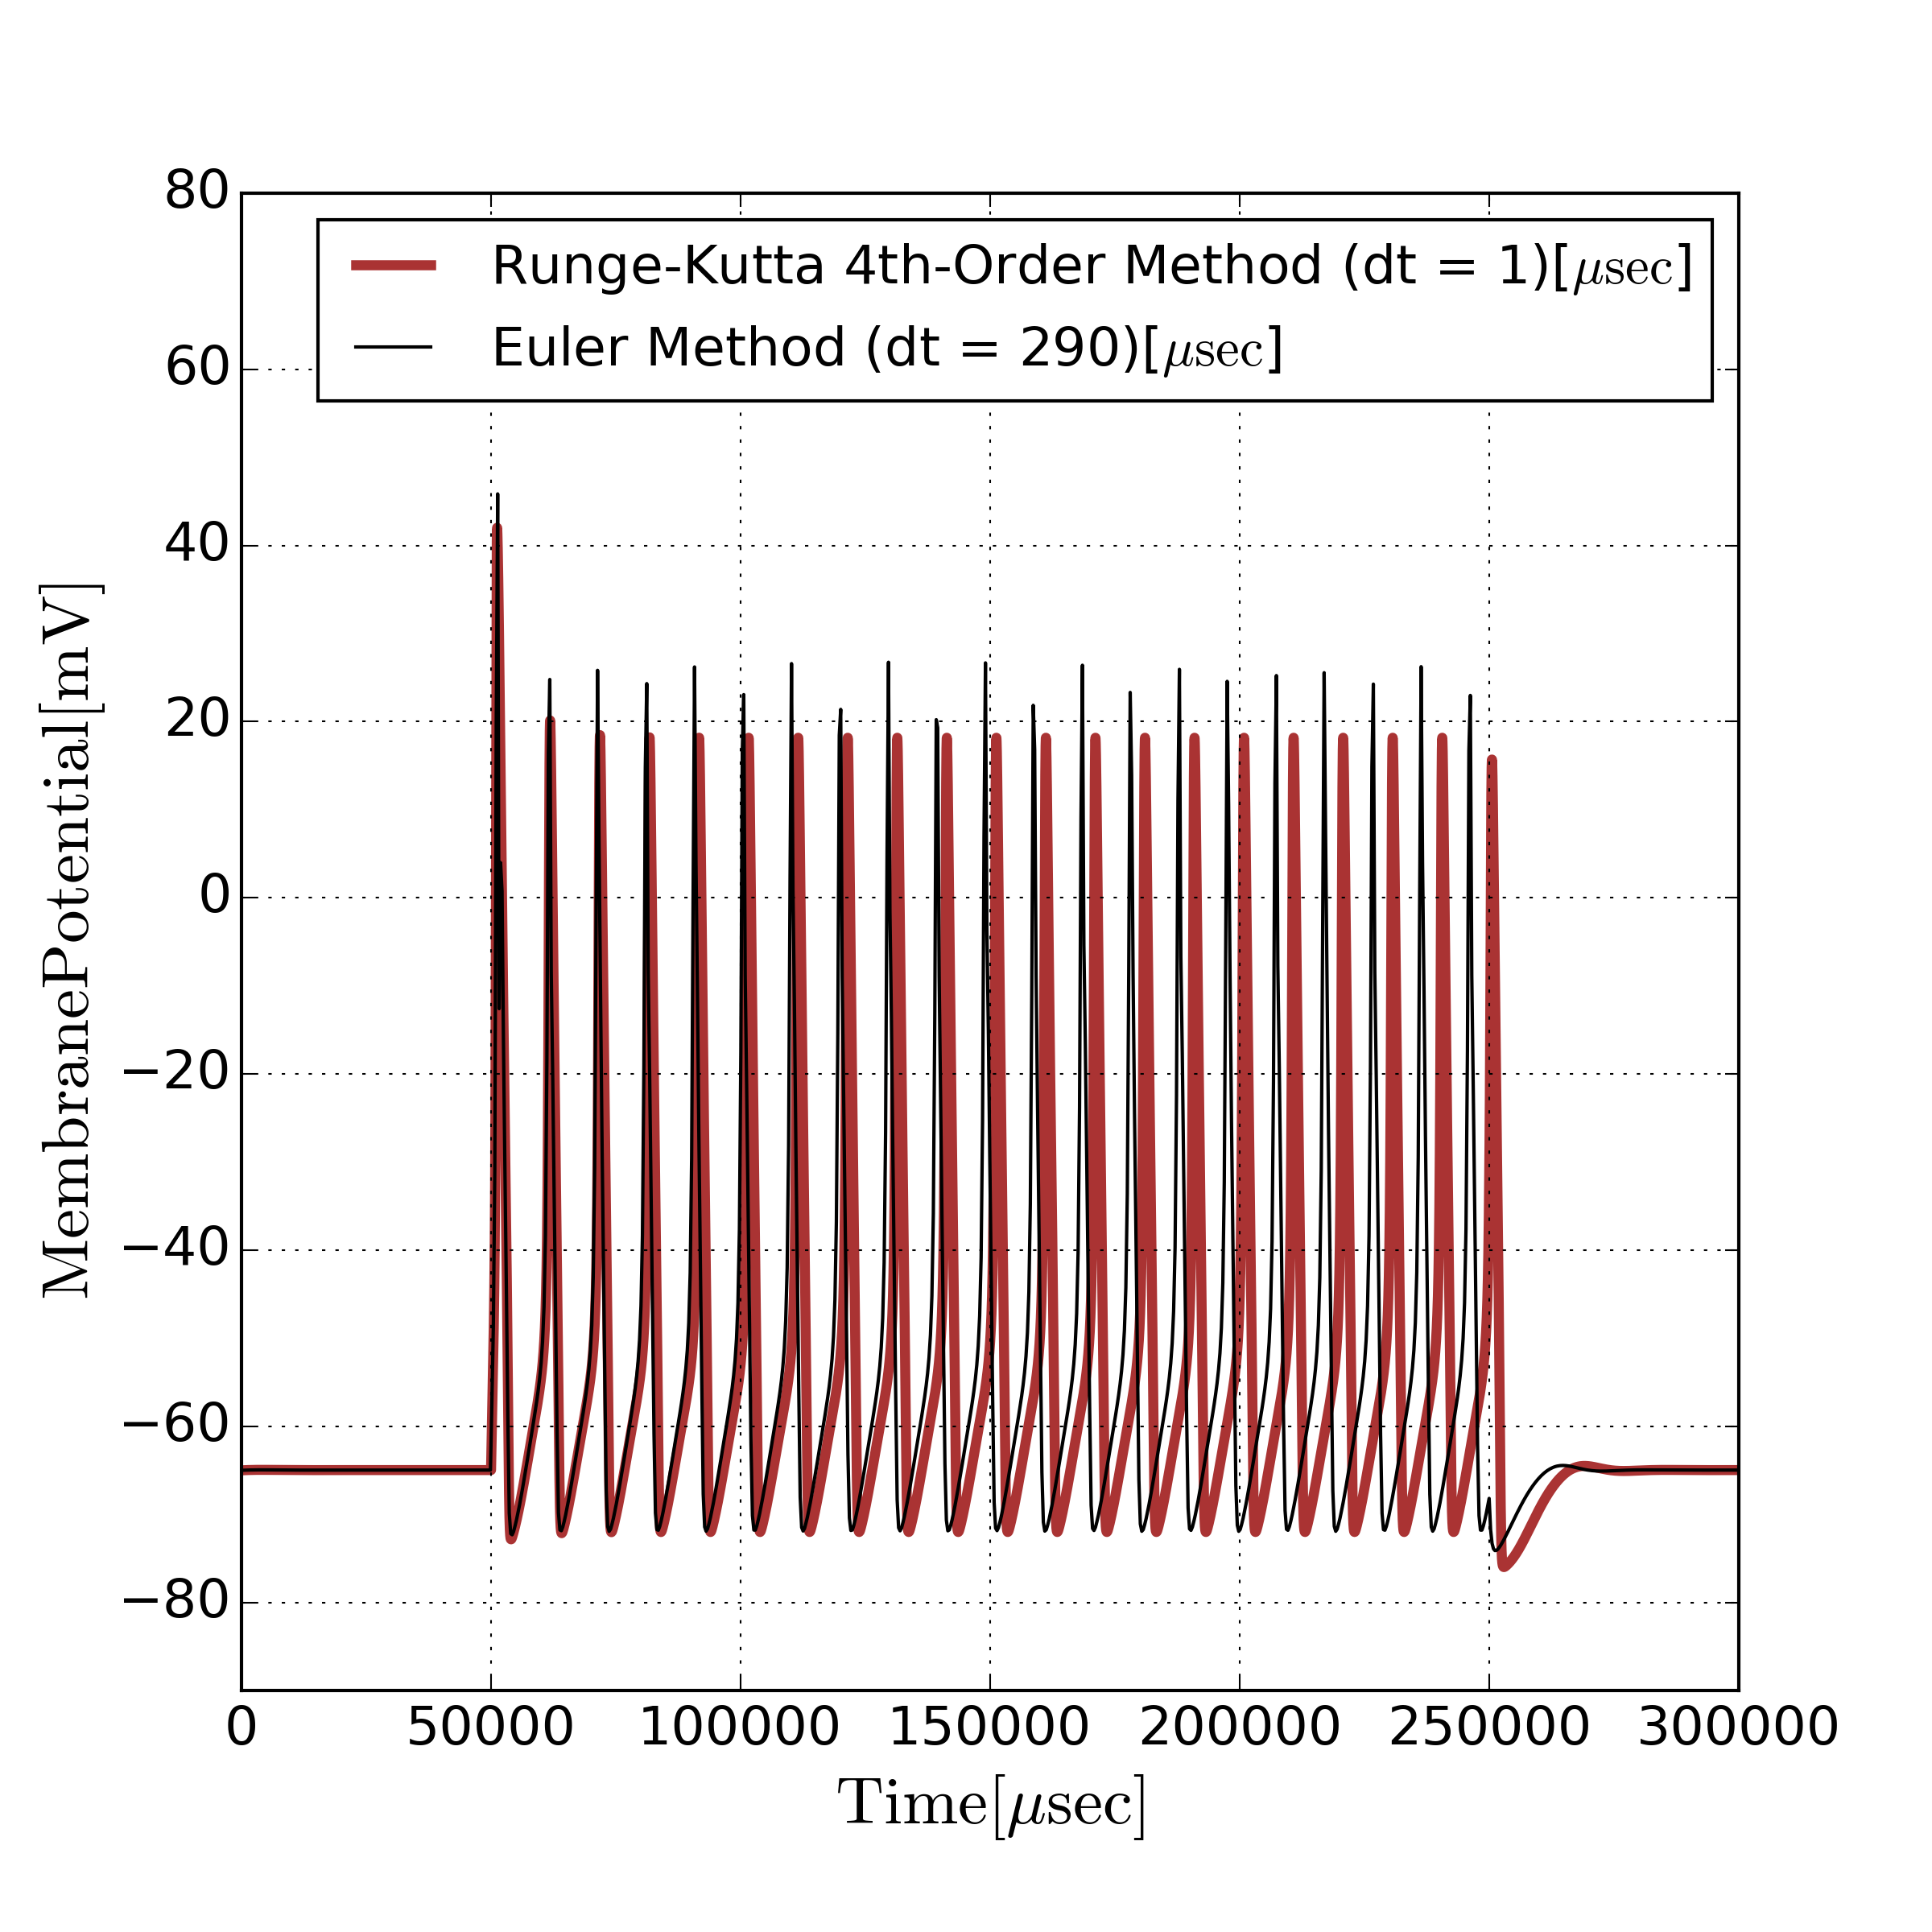 80
Runge-Kutta 4th-Order Method (dt = 1)[μsec]
Euler Method (dt = 290)[μsec]
60
40
20
0
−20
−40
−60
−80
MembranePotential[mV]
0 50000 100000 150000 200000 250000 300000
Time[μsec]